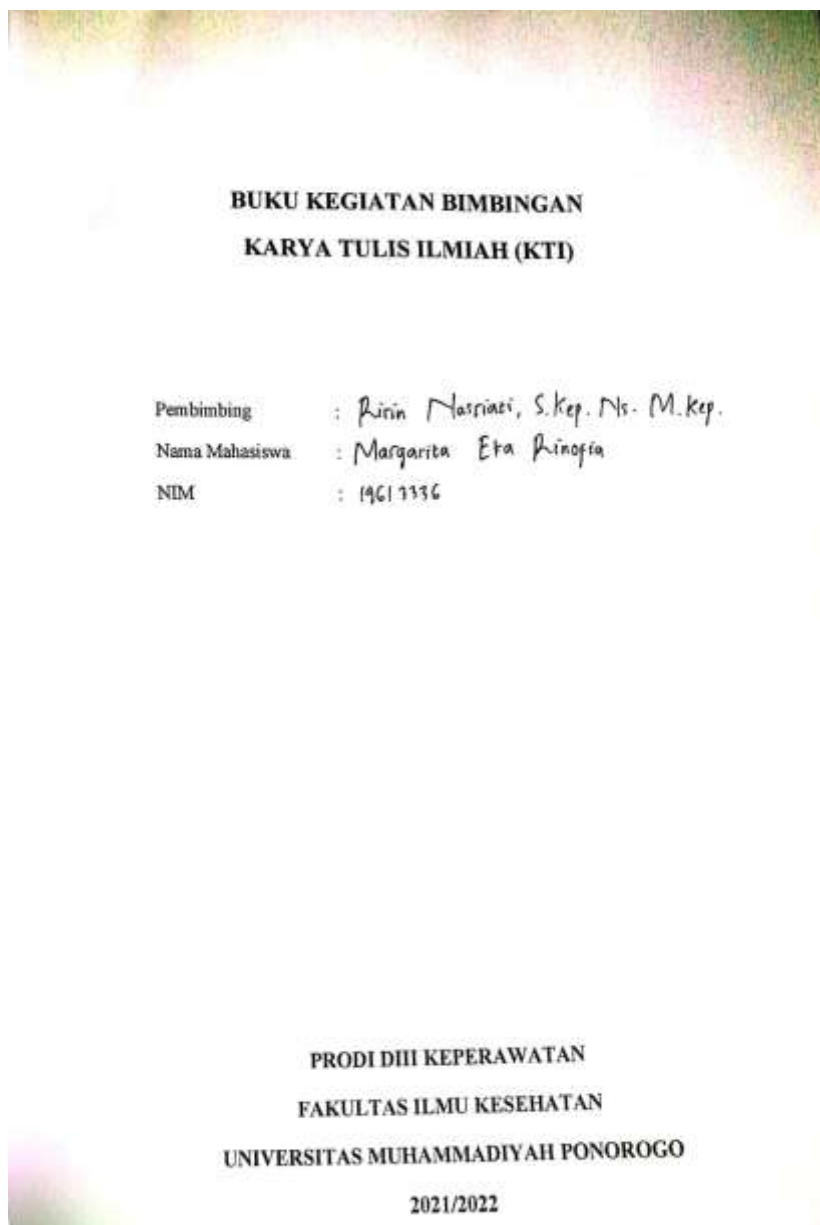 BUKU KEGIATAN BIMBINGAN
KARYA TULIS ILMIAH (KTI)
Pembimbing : Ririn Nasriati, S.Kep. Ns. M.Kep.
Nama Mahasiswa : Margarita Eka Rinofia
NIM : 19613336
PRODI DIII KEPERAWATAN
FAKULTAS ILMU KESEHATAN
UNIVERSITAS MUHAMMADIYAH PONOROGO
2021/2022